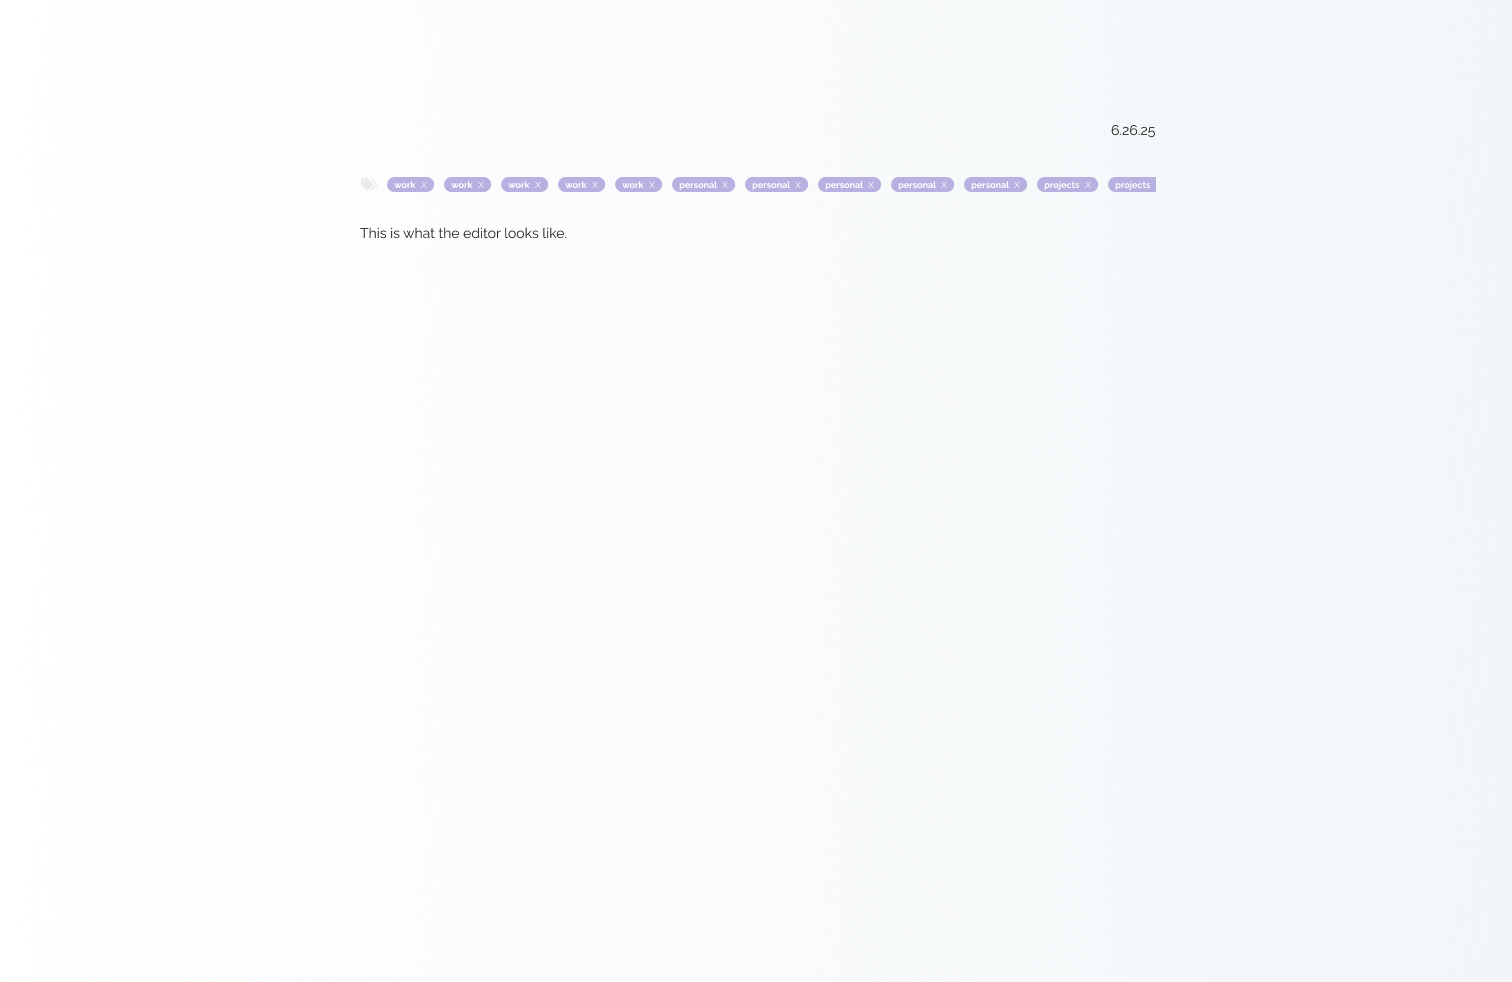 6.26.25
work X work X work X work X work X personal X personal X personal X personal X personal X projects X projects
This is what the editor looks like.